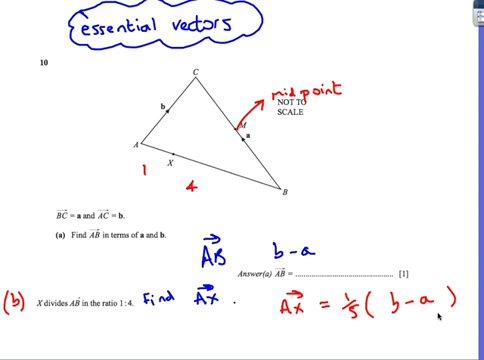 essential vectors
10
C
mid point
b
NOT TO
SCALE
M
a
A
X
1
4
B
BC = a and AC = b.
(a) Find AB in terms of a and b.
AB b - a
Answer(a) AB = ................................................ [1]
(b) X divides AB in the ratio 1:4. Find AX . AX = 1/5 ( b - a )